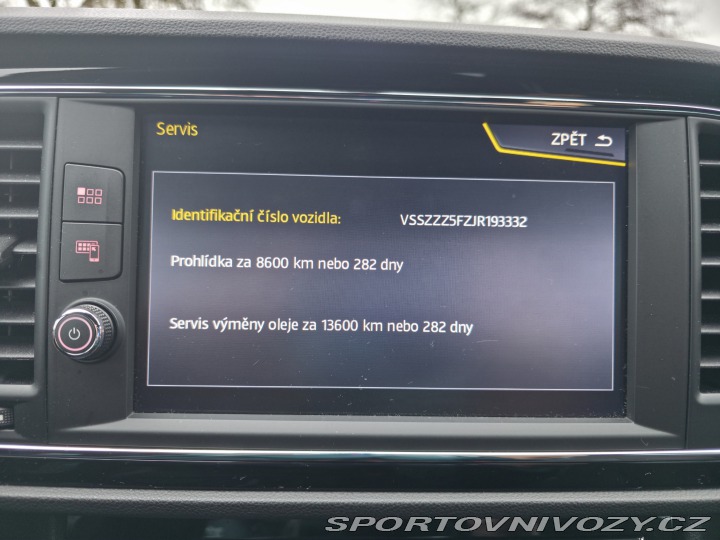 Servis
ZPĚT
Identifikační číslo vozidla: VSSZZZ5FZJR193332
Prohlídka za 8600 km nebo 282 dny
Servis výměny oleje za 13600 km nebo 282 dny
SPORTOVNIVOZY.CZ